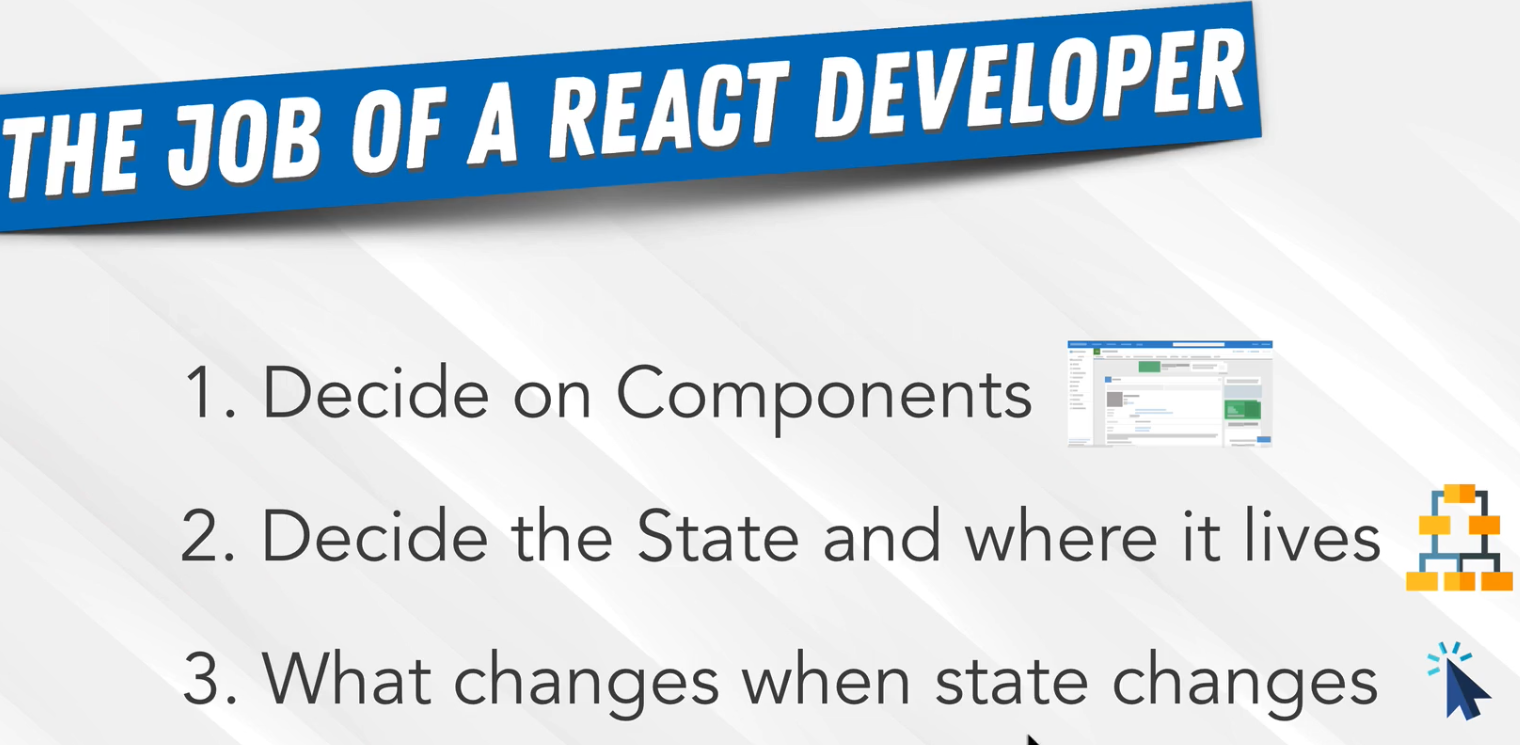 THE JOB OF A REACT DEVELOPER
1. Decide on Components
2. Decide the State and where it lives
3. What changes when state changes